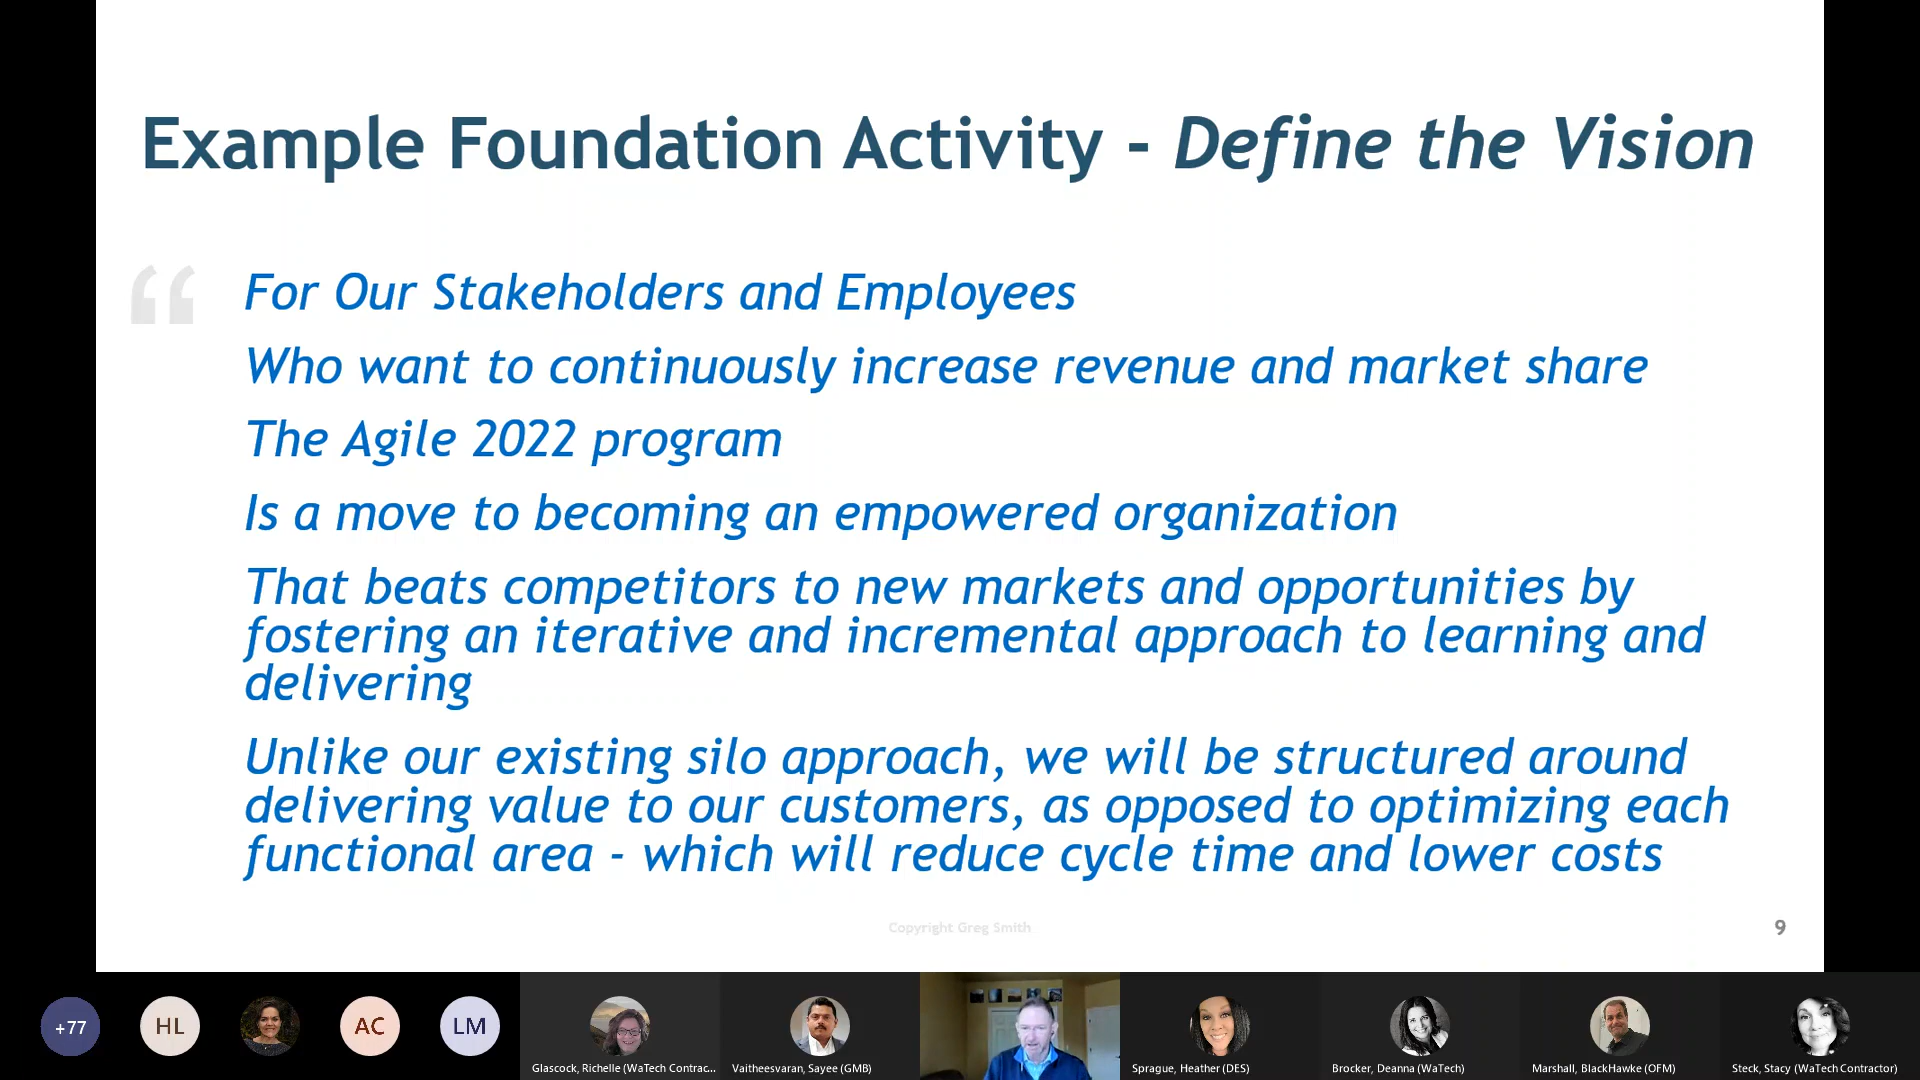 Example Foundation Activity - Define the Vision
“
For Our Stakeholders and Employees
Who want to continuously increase revenue and market share
The Agile 2022 program
Is a move to becoming an empowered organization
That beats competitors to new markets and opportunities by
fostering an iterative and incremental approach to learning and
delivering
Unlike our existing silo approach, we will be structured around
delivering value to our customers, as opposed to optimizing each
functional area - which will reduce cycle time and lower costs
Copyright Greg Smith
9
+77
HL
AC
LM
Glascock, Richelle (WaTech Contrac...
Vaitheesvaran, Sayee (GMB)
Sprague, Heather (DES)
Brocker, Deanna (WaTech)
Marshall, BlackHawke (OFM)
Steck, Stacy (WaTech Contractor)